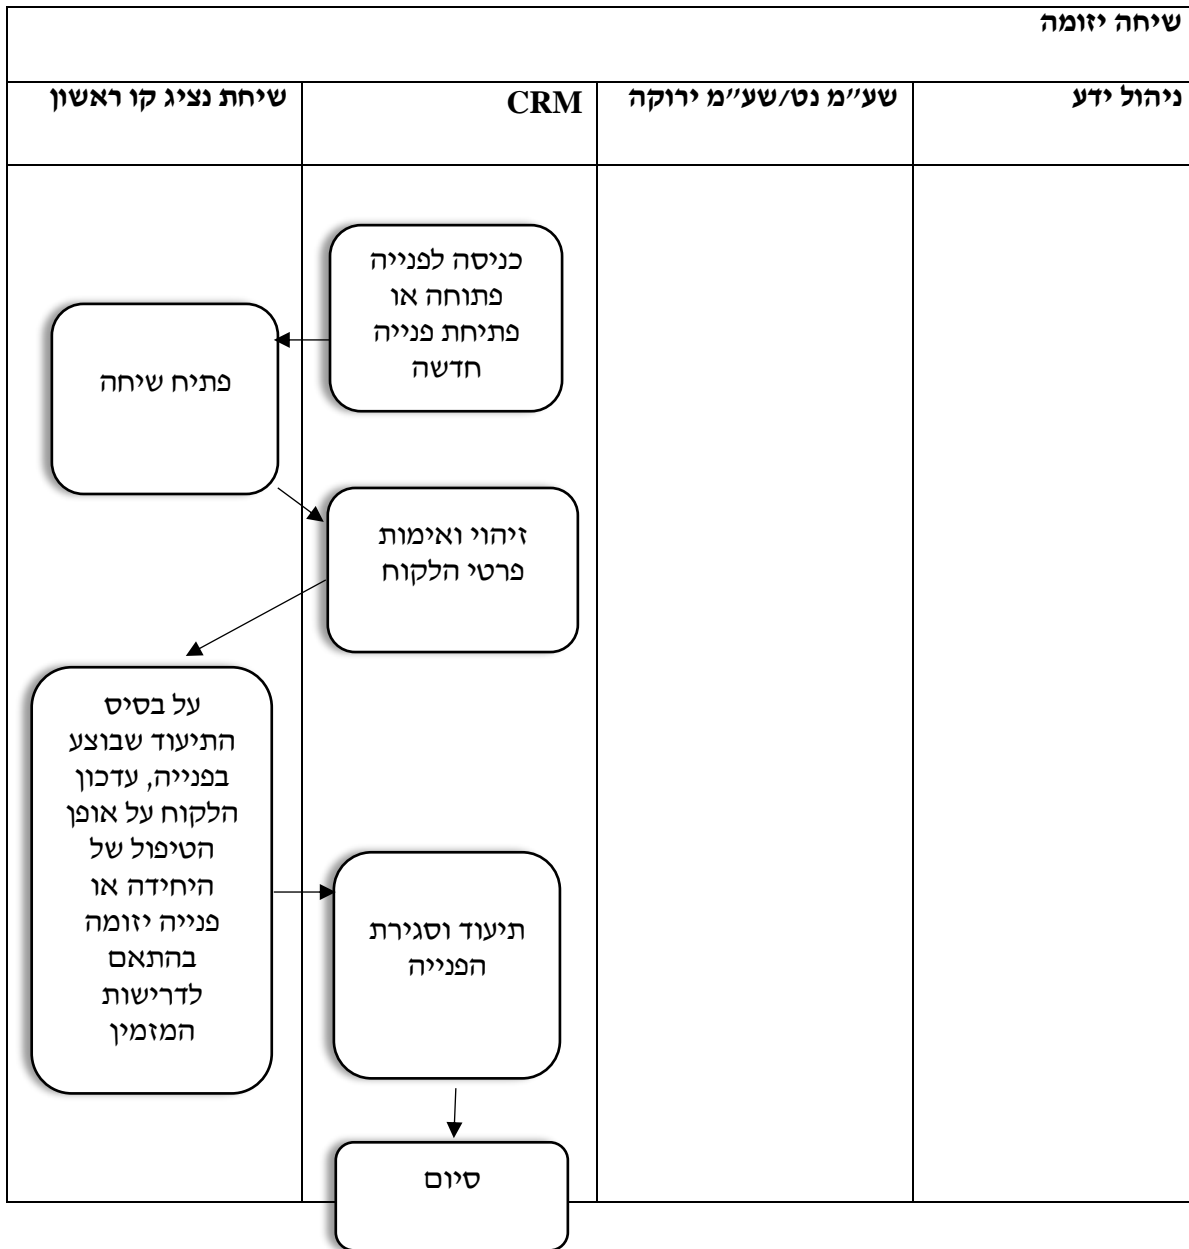 שיחה יזומה
ניהול ידע
שע״מ נט/שע״מ ירוקה
CRM
שיחת נציג קו ראשון
כניסה לפנייה
פתוחה או
פתיחת פנייה
חדשה
פתיח שיחה
זיהוי ואימות
פרטי הלקוח
על בסיס
התיעוד שבוצע
בפנייה, עדכון
הלקוח על אופן
הטיפול של
היחידה או
פנייה יזומה
בהתאם
לדרישות
המזמין
תיעוד וסגירת
הפנייה
סיום